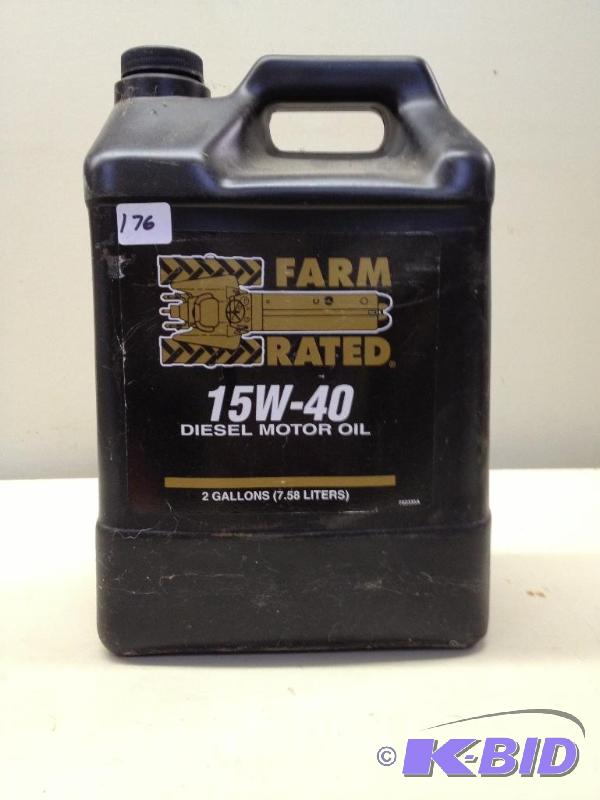 176
FARM
RATED®
15W-40
DIESEL MOTOR OIL
2 GALLONS (7.58 LITERS)
© K-BID